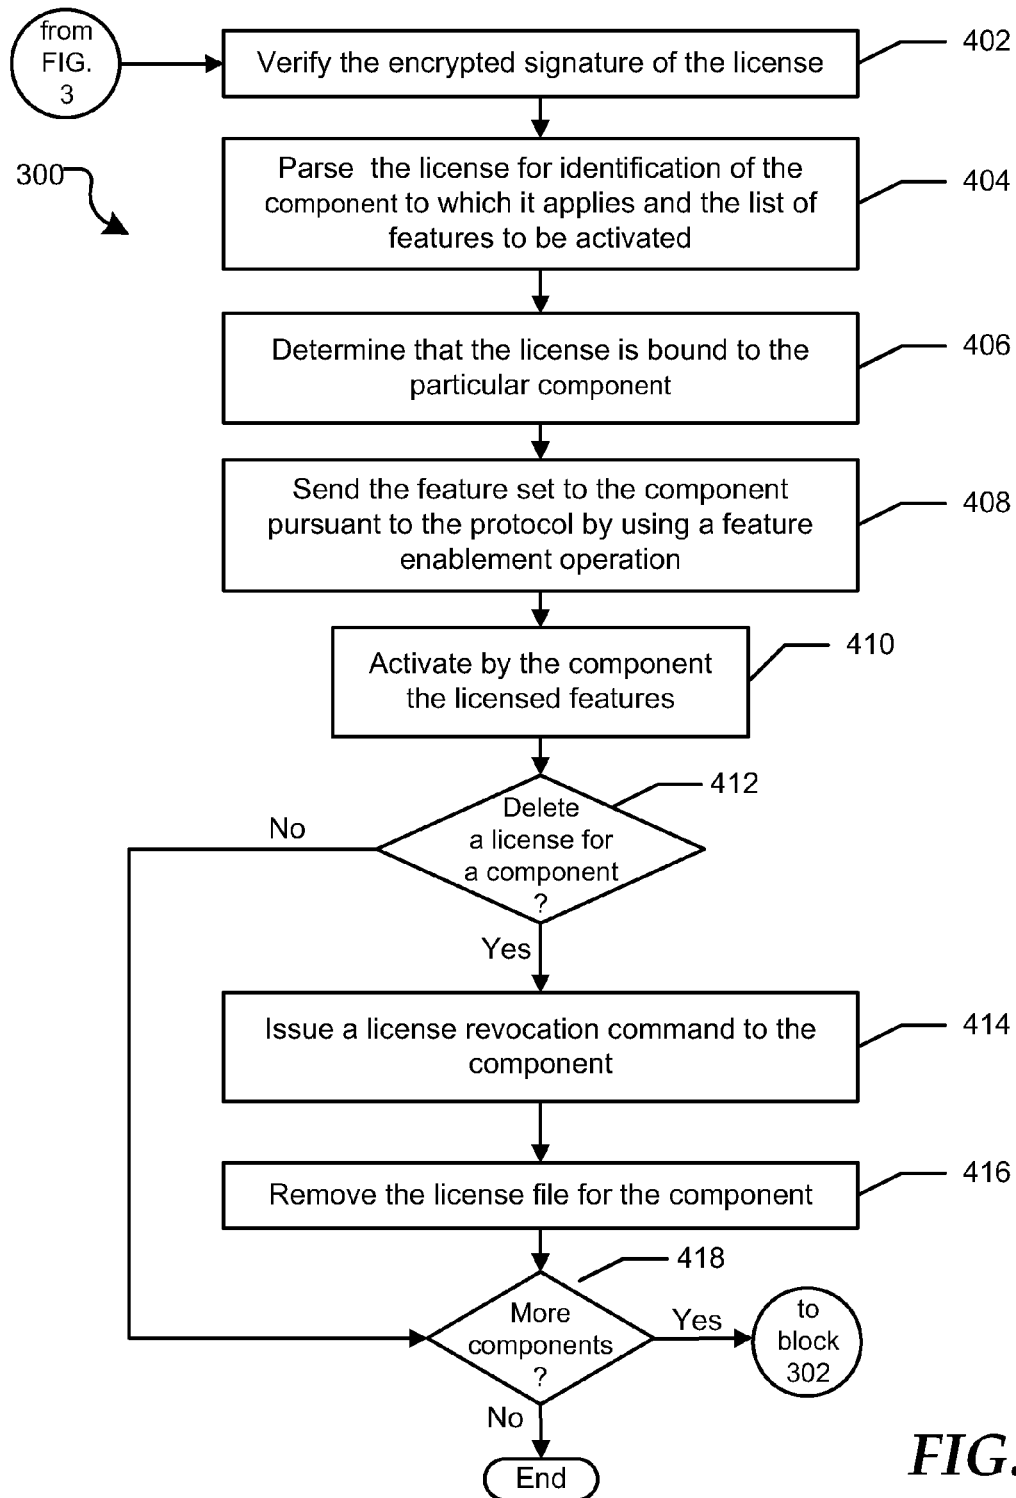 from
FIG.
3
Verify the encrypted signature of the license
402
300
Parse the license for identification of the
component to which it applies and the list of
features to be activated
404
Determine that the license is bound to the
particular component
406
Send the feature set to the component
pursuant to the protocol by using a feature
enablement operation
408
Activate by the component
the licensed features
410
412
Delete
a license for
a component
?
No
Yes
Issue a license revocation command to the
component
414
Remove the license file for the component
416
418
More
components
?
Yes
to
block
302
No
End
FIG.